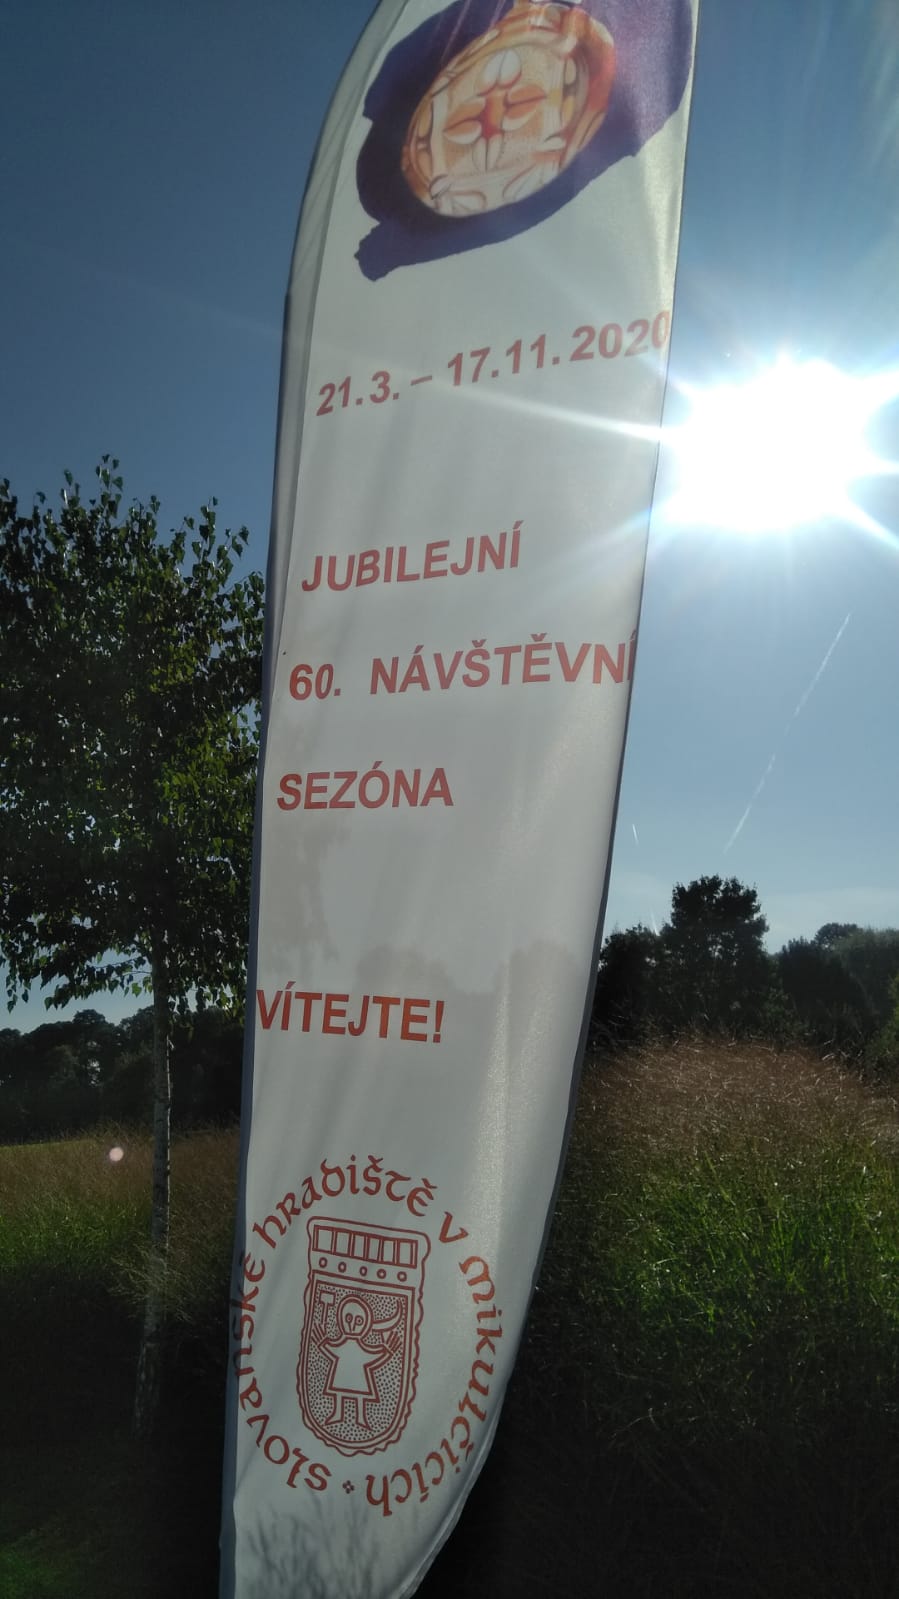 21.3. – 17.11. 2020
JUBILEJNÍ
60. NÁVŠTĚVNÍ
SEZÓNA
VÍTEJTE!
slovanské hradiště v mikulčicích